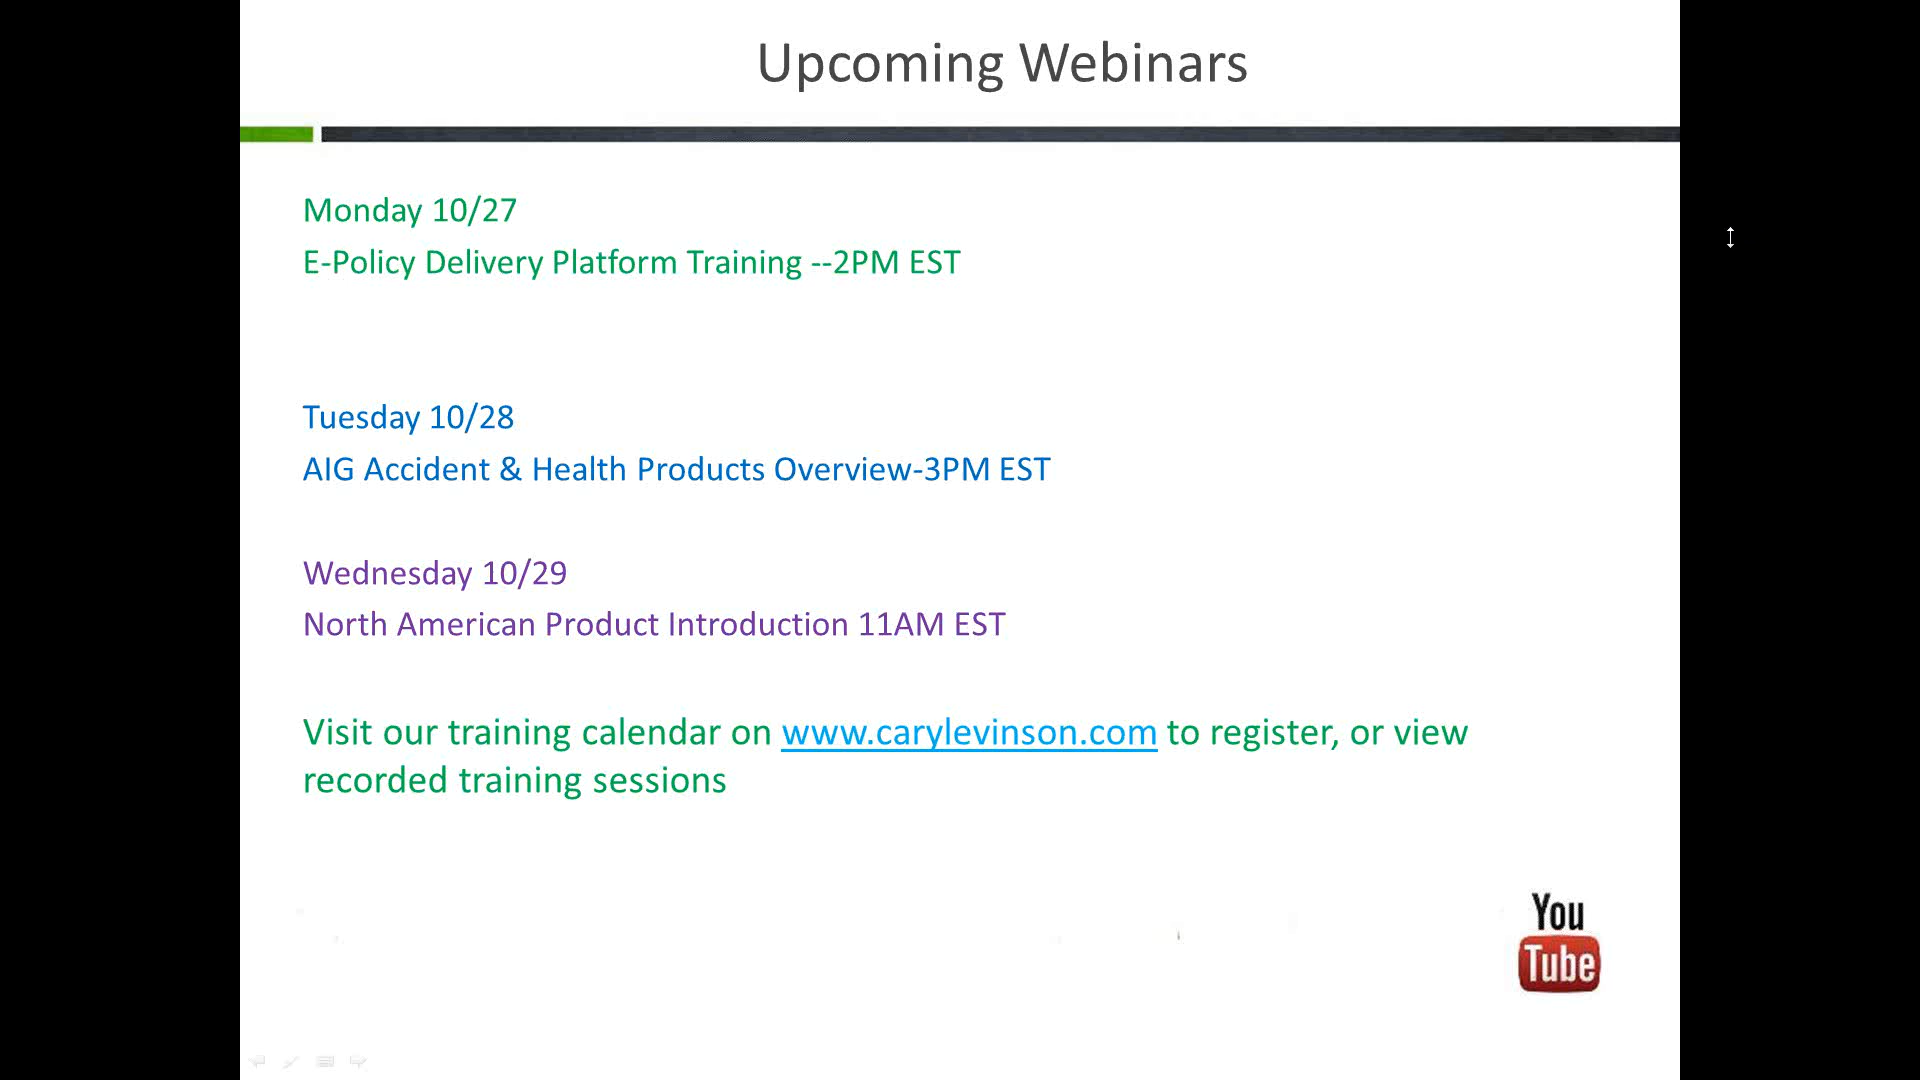 Upcoming Webinars
Monday 10/27
E-Policy Delivery Platform Training --2PM EST
Tuesday 10/28
AIG Accident & Health Products Overview-3PM EST
Wednesday 10/29
North American Product Introduction 11AM EST
Visit our training calendar on www.carylevinson.com to register, or view
recorded training sessions
You
Tube